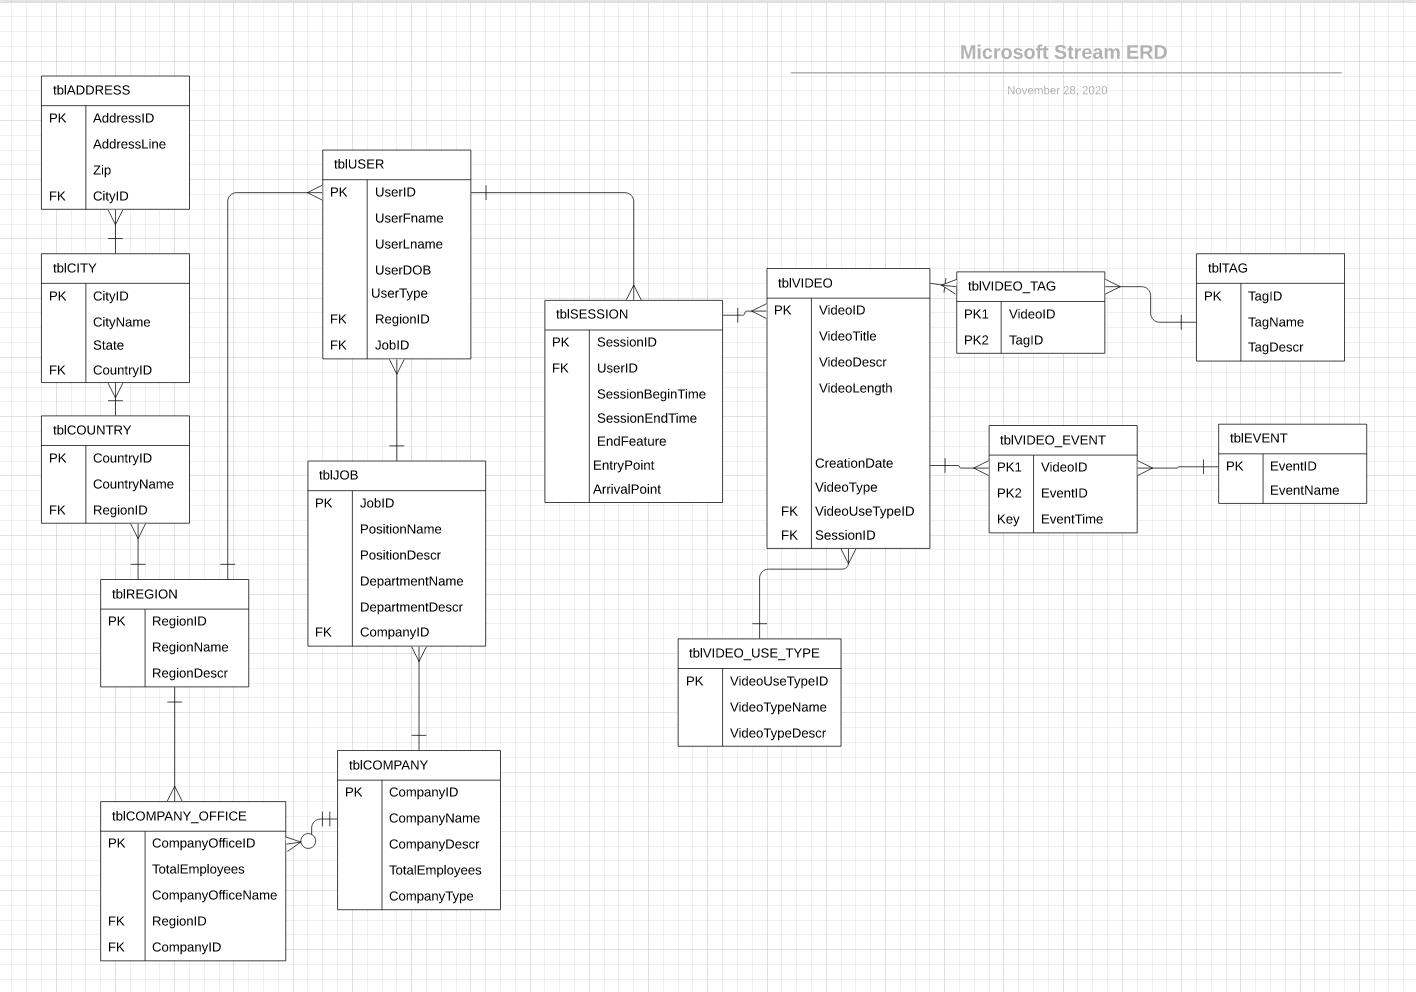 Microsoft Stream ERD
November 28, 2020
tblADDRESS
PK AddressID
AddressLine
Zip
FK CityID
tblCITY
PK CityID
CityName
State
FK CountryID
tblCOUNTRY
PK CountryID
CountryName
FK RegionID
tblREGION
PK RegionID
RegionName
RegionDescr
tblCOMPANY_OFFICE
PK CompanyOfficeID
TotalEmployees
CompanyOfficeName
FK RegionID
FK CompanyID
tblUSER
PK UserID
UserFname
UserLname
UserDOB
UserType
FK RegionID
FK JobID
tblJOB
PK JobID
PositionName
PositionDescr
DepartmentName
DepartmentDescr
FK CompanyID
tblCOMPANY
PK CompanyID
CompanyName
CompanyDescr
TotalEmployees
CompanyType
tblSESSION
PK SessionID
FK UserID
SessionBeginTime
SessionEndTime
EndFeature
EntryPoint
ArrivalPoint
tblVIDEO
PK VideoID
VideoTitle
VideoDescr
VideoLength
CreationDate
VideoType
FK VideoUseTypeID
FK SessionID
tblVIDEO_USE_TYPE
PK VideoUseTypeID
VideoTypeName
VideoTypeDescr
tblVIDEO_TAG
PK1 VideoID
PK2 TagID
tblTAG
PK TagID
TagName
TagDescr
tblVIDEO_EVENT
PK1 VideoID
PK2 EventID
Key EventTime
tblEVENT
PK EventID
EventName